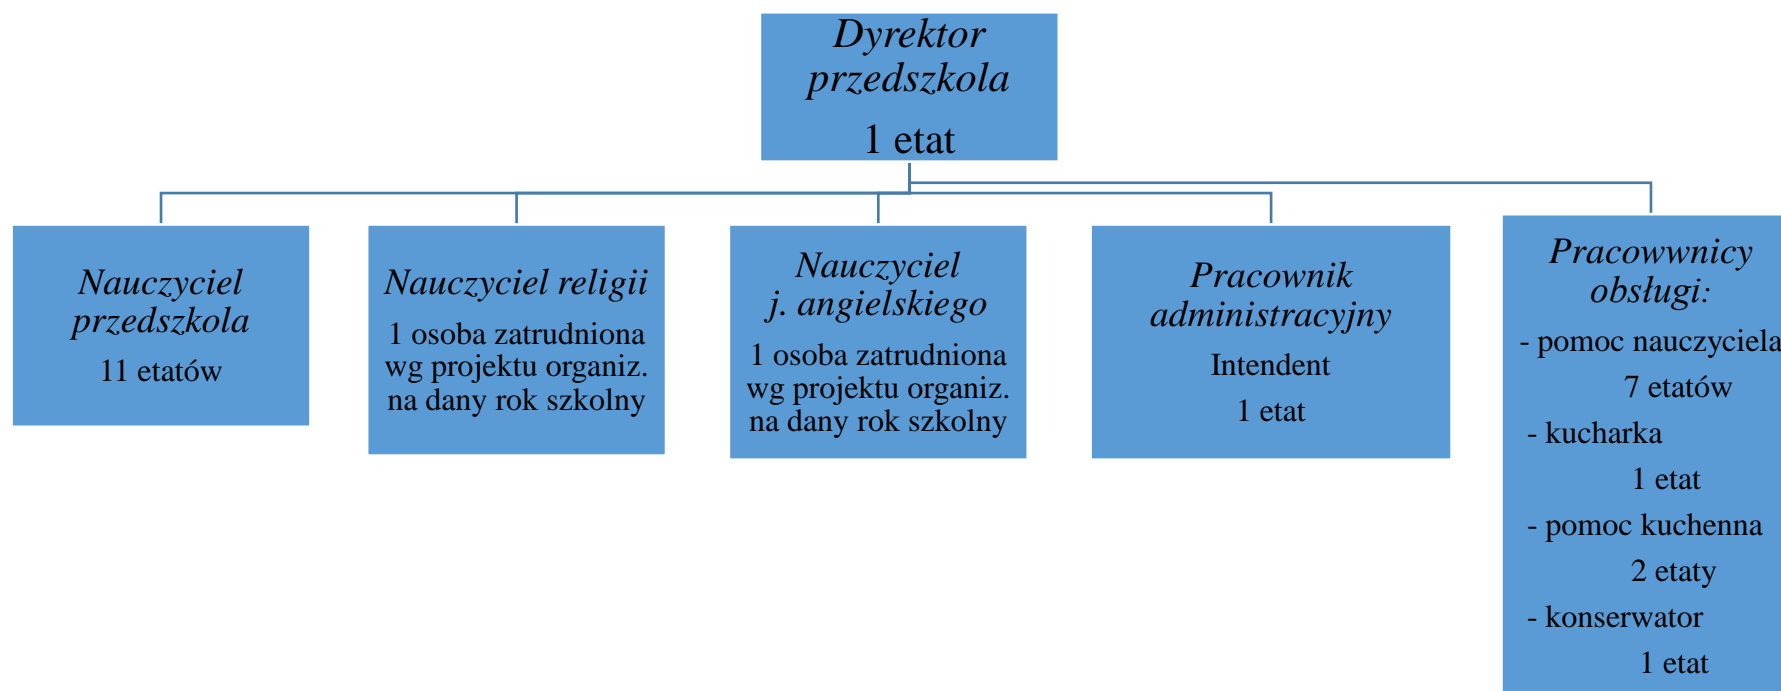 Dyrektor
przedszkola
1 etat
Nauczyciel
przedszkola
11 etatów
Nauczyciel religii
1 osoba zatrudniona
wg projektu organiz.
na dany rok szkolny
Nauczyciel
j. angielskiego
1 osoba zatrudniona
wg projektu organiz.
na dany rok szkolny
Pracownik
administracyjny
Intendent
1 etat
Pracowwnicy
obsługi:
- pomoc nauczyciela
7 etatów
- kucharka
1 etat
- pomoc kuchenna
2 etaty
- konserwator
1 etat